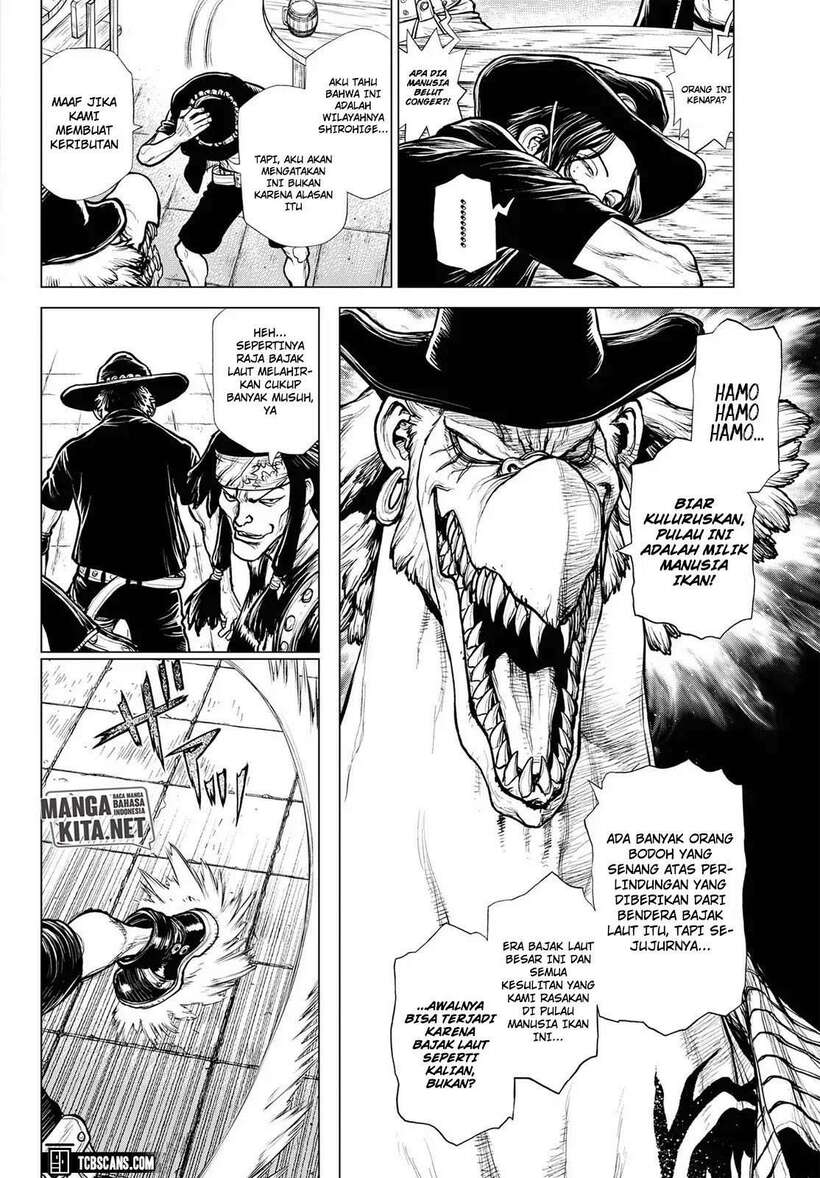 MAAF JIKA
KAMI
MEMBUAT
KERIBUTAN
AKU TAHU
BAHWA INI
ADALAH
WILAYAHNYA
SHIROHIGE...
TAPI, AKU AKAN
MENGATAKAN
INI BUKAN
KARENA ALASAN
ITU
APA DIA
MANUSIA
BELUT
CONGER?!
ORANG INI
KENAPA?
HEH...
SEPERTINYA
RAJA BAJAK
LAUT MELAHIR-
KAN CUKUP
BANYAK MUSUH,
YA
HAMO
HAMO
HAMO...
BIAR
KULURUSKAN,
PULAU INI
ADALAH MILIK
MANUSIA
IKAN!
ADA BANYAK ORANG
BODOH YANG
SENANG ATAS PER-
LINDUNGAN YANG
DIBERIKAN DARI
BENDERA BAJAK
LAUT ITU, TAPI SE-
JUJURNYA...
ERA BAJAK LAUT
BESAR INI DAN
SEMUA
KESULITAN YANG
KAMI RASAKAN
DI PULAU
MANUSIA IKAN
INI...
...AWALNYA
BISA TERJADI
KARENA
BAJAK LAUT
SEPERTI
KALIAN,
BUKAN?
MANGA
KITA.NET
BACA MANGA
BAHASA
INDONESIA
TCBSCANS.COM